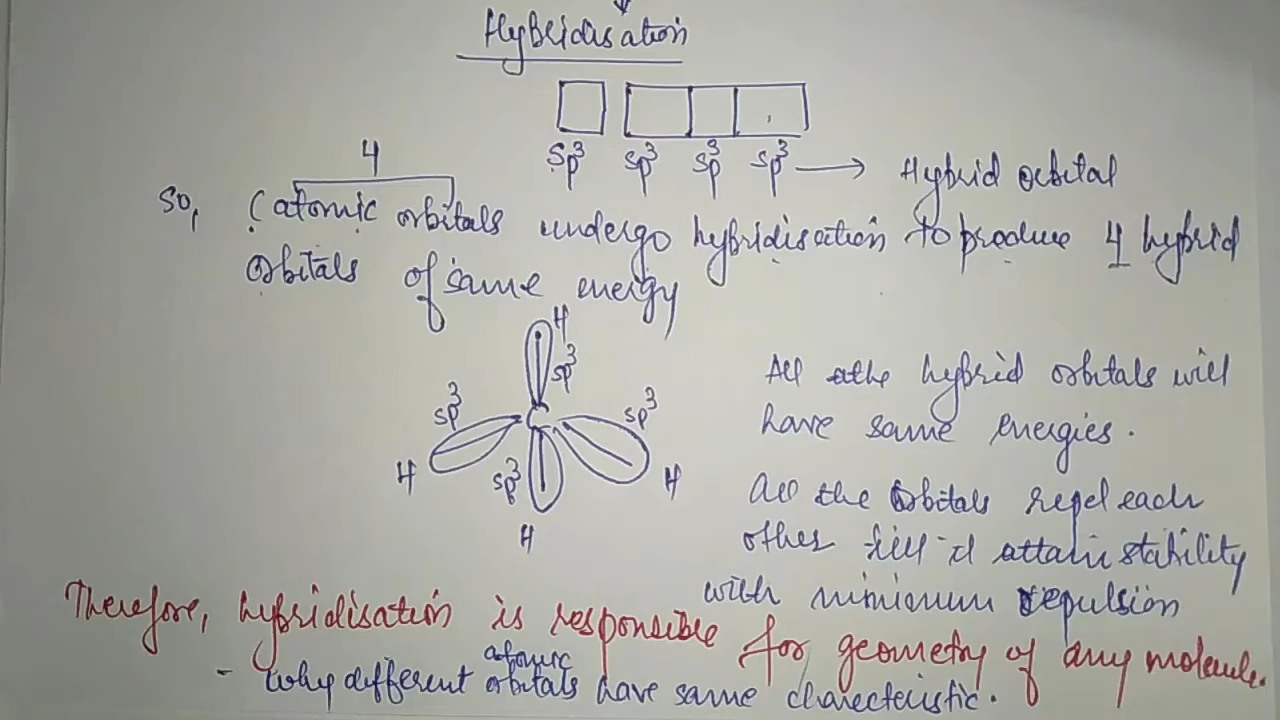 Hybridisation
sp³ sp³ sp³ sp³ → Hybrid orbital
4
So, (atomic orbitals undergo hybridisation to produce 4 hybrid
orbitals of same energy
H
sp³
sp³ C sp³
H sp³ H
H
All the hybrid orbitals will
have same energies.
All the orbitals repel each
other till it attain stability
with minimum repulsion
Therefore, hybridisation is responsible for geometry of any molecule.
atomic
- Why different orbitals have same charecteristic.